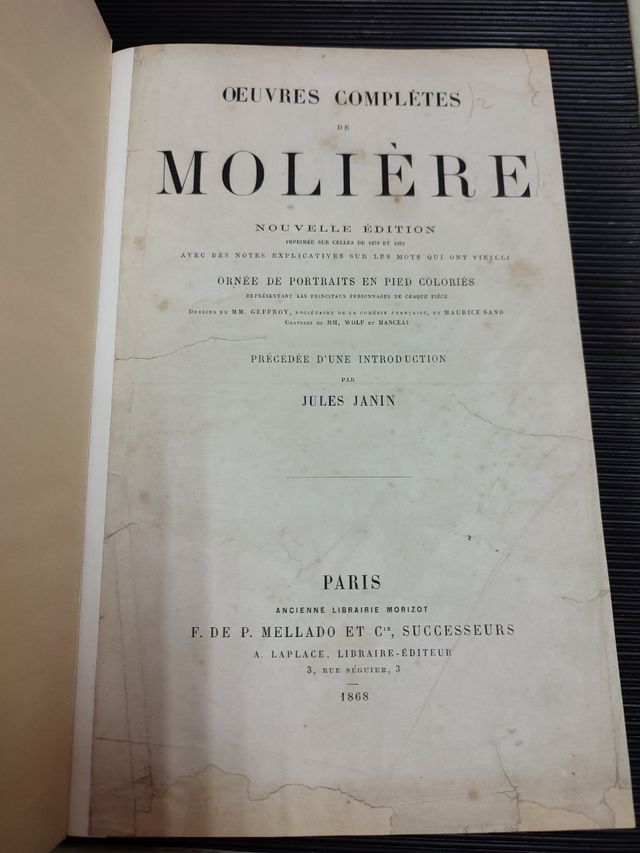 ŒUVRES COMPLÈTES
DE
MOLIÈRE
NOUVELLE ÉDITION
IMPRIMÉE SUR CELLES DE 1679 ET 1682
AVEC DES NOTES EXPLICATIVES SUR LES MOTS QUI ONT VIEILLI
ORNÉE DE PORTRAITS EN PIED COLORIÉS
REPRÉSENTANT LES PRINCIPAUX PERSONNAGES DE CHAQUE PIÈCE
DESSINS DE MM. GEFFROY, SOCIÉTAIRE DE LA COMÉDIE FRANÇAISE, ET MAURICE SAND
GRAVURES DE MM. WOLF ET MANCEAU
PRÉCÉDÉE D'UNE INTRODUCTION
PAR
JULES JANIN
PARIS
ANCIENNE LIBRAIRIE MORIZOT
F. DE P. MELLADO ET Cie, SUCCESSEURS
A. LAPLACE, LIBRAIRE-ÉDITEUR
3, RUE SÉGUIER, 3
1868